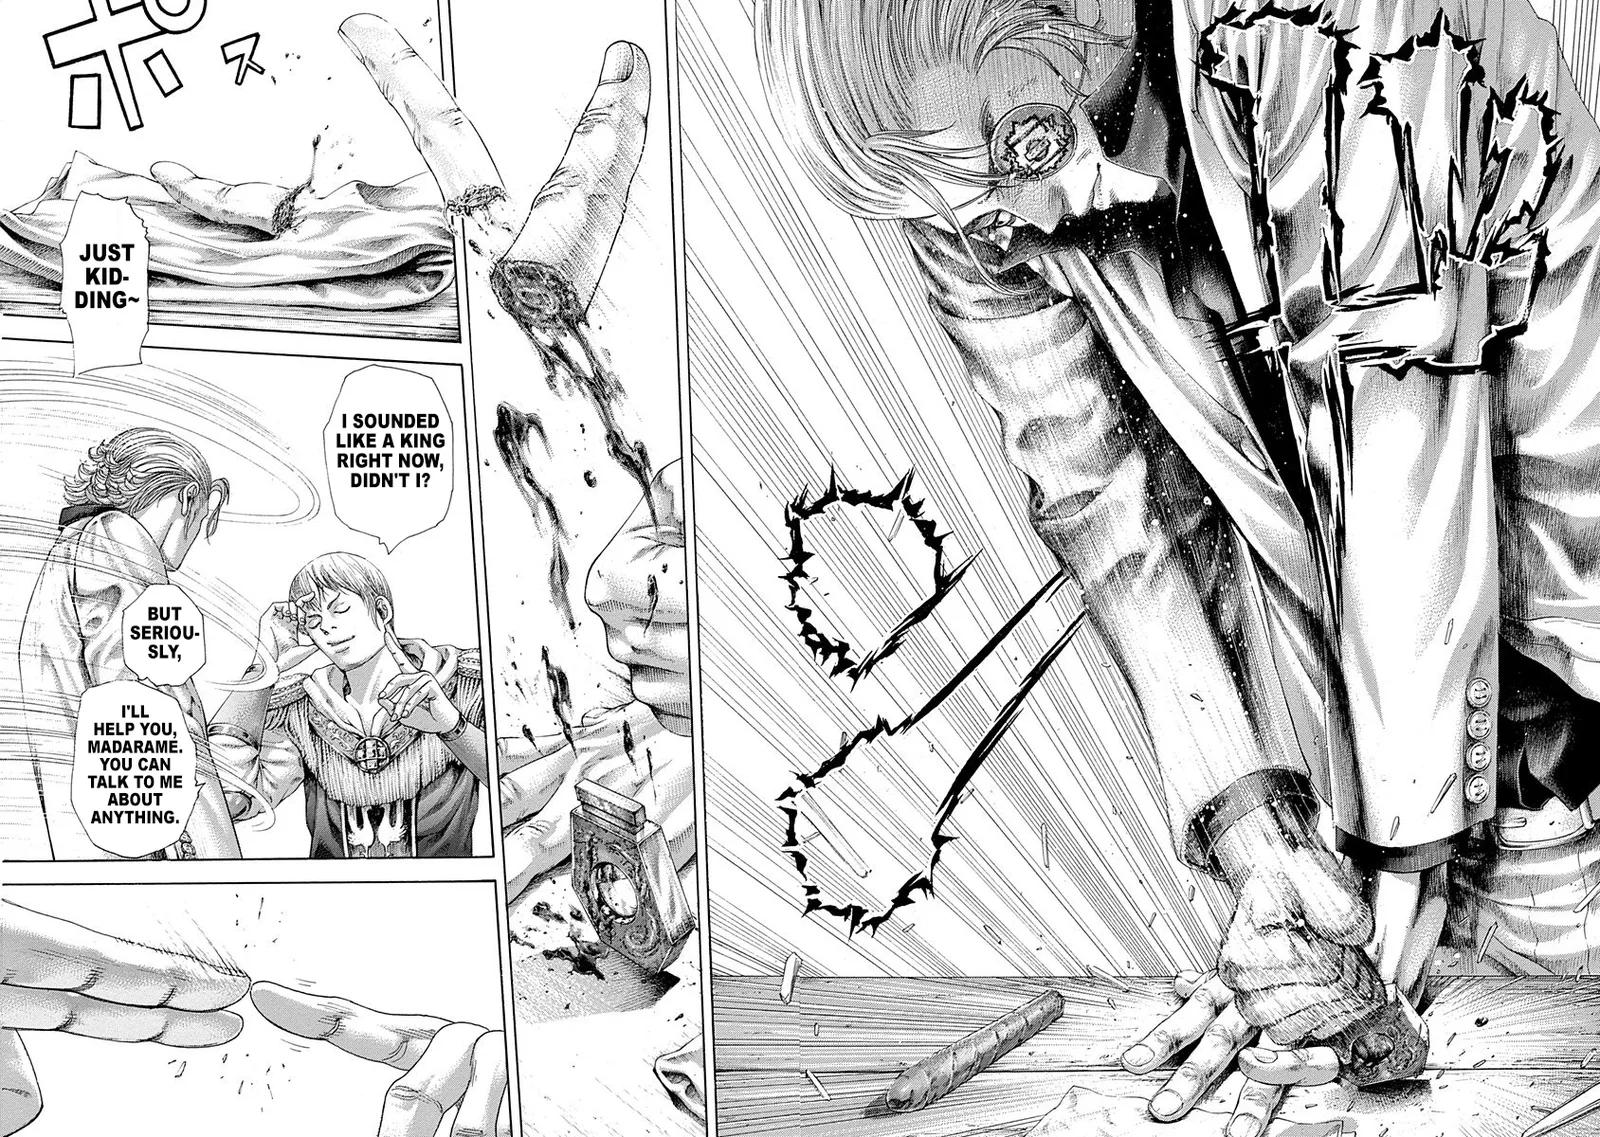 ポス
JUST
KID-
DING~
I SOUNDED
LIKE A KING
RIGHT NOW,
DIDN'T I?
BUT
SERIOU-
SLY,
I'LL
HELP YOU,
MADARAME.
YOU CAN
TALK TO ME
ABOUT
ANYTHING.